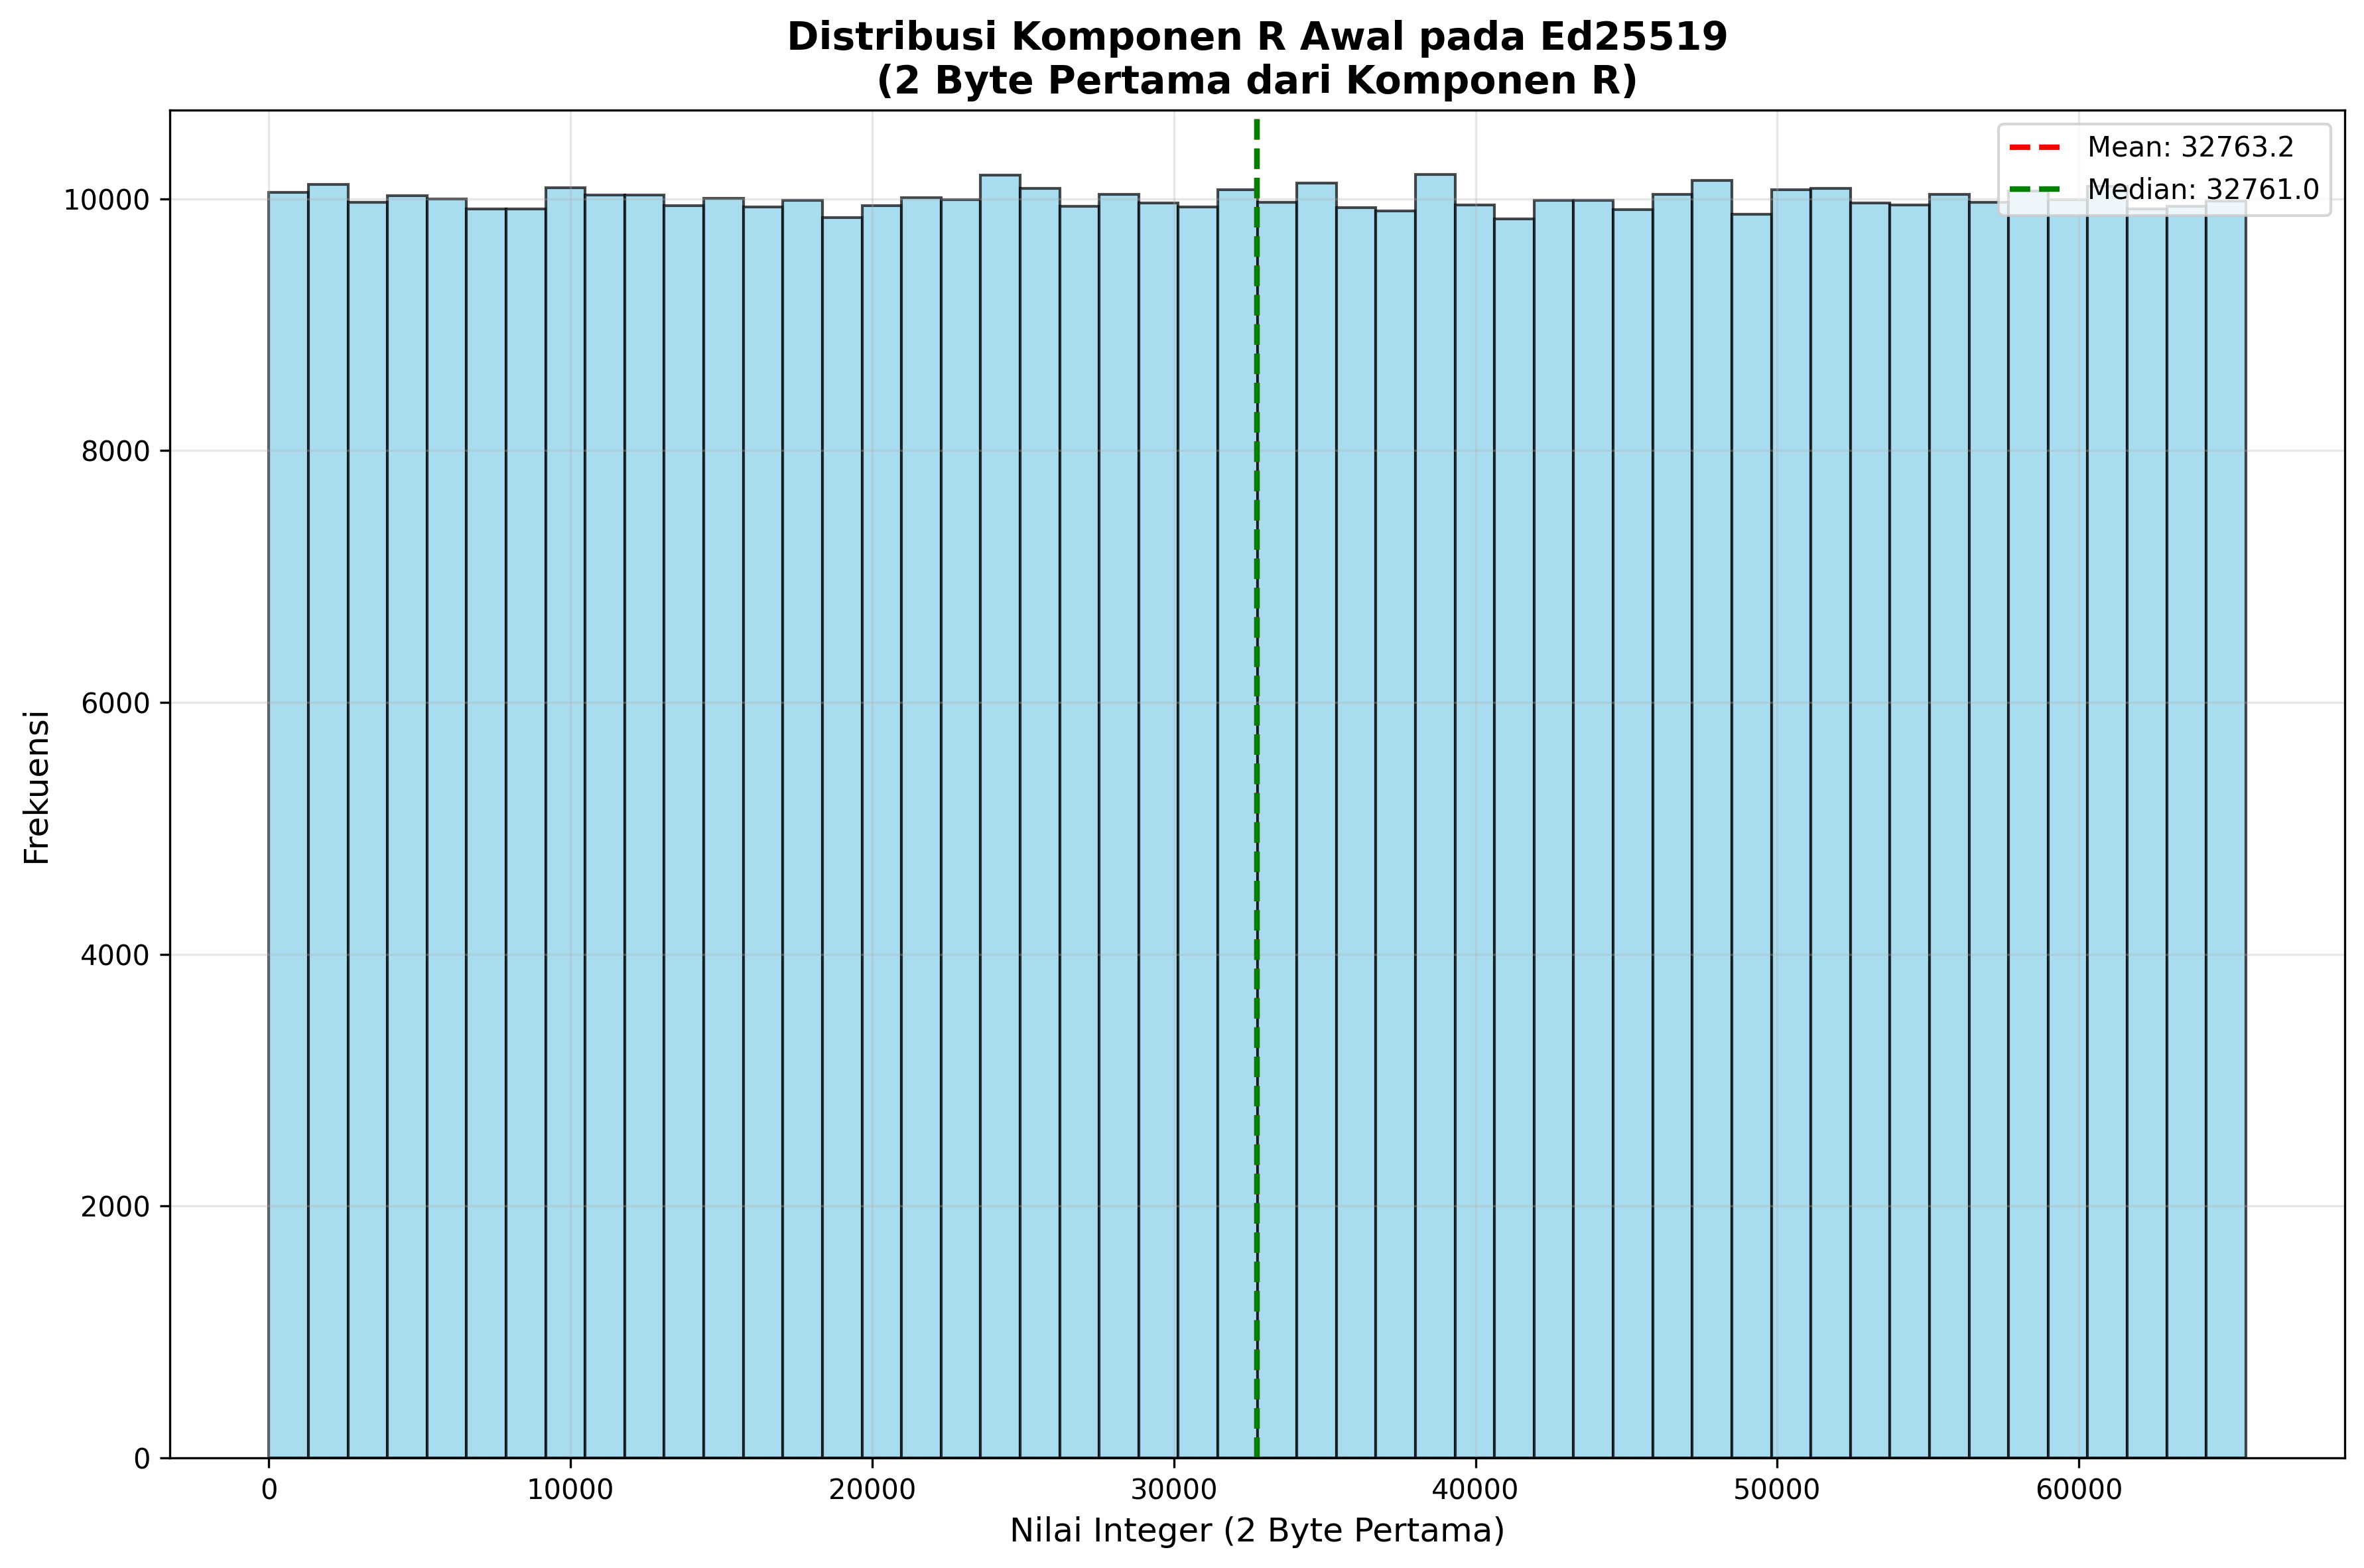 Distribusi Komponen R Awal pada Ed25519
(2 Byte Pertama dari Komponen R)
Mean: 32763.2
Median: 32761.0
Frekuensi
10000
8000
6000
4000
2000
0
0 10000 20000 30000 40000 50000 60000
Nilai Integer (2 Byte Pertama)